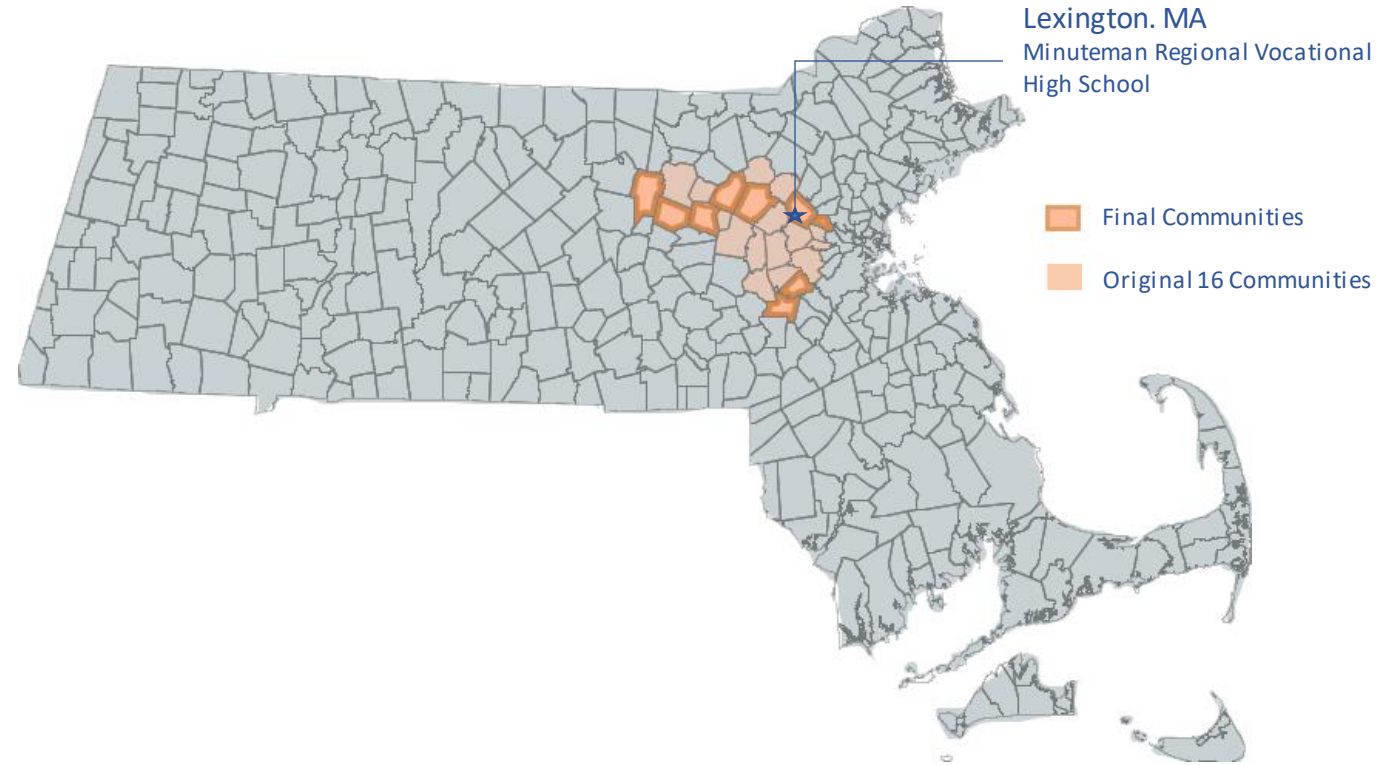 Lexington. MA
Minuteman Regional Vocational
High School
Final Communities
Original 16 Communities